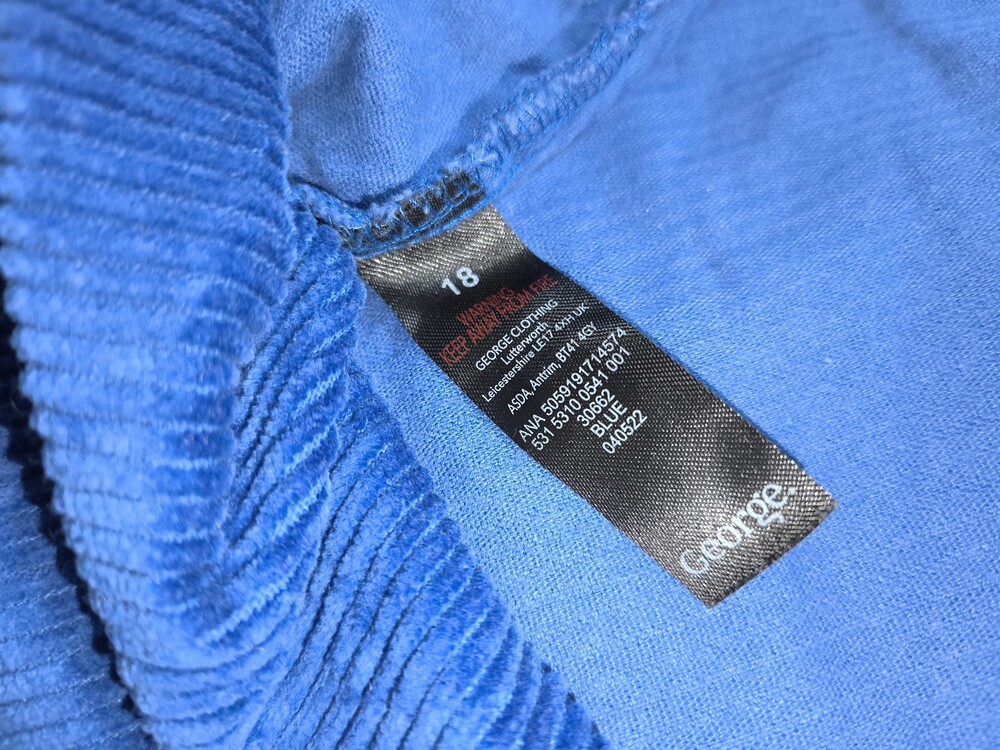 18
WARNING
KEEP AWAY FROM FIRE
GEORGE CLOTHING
Lutterworth
Leicestershire LE17 4XH UK
ASDA, Antrim, BT41 4GY
ANA 5059191714574
531 5310 0541 001
30662
BLUE
040522
George.